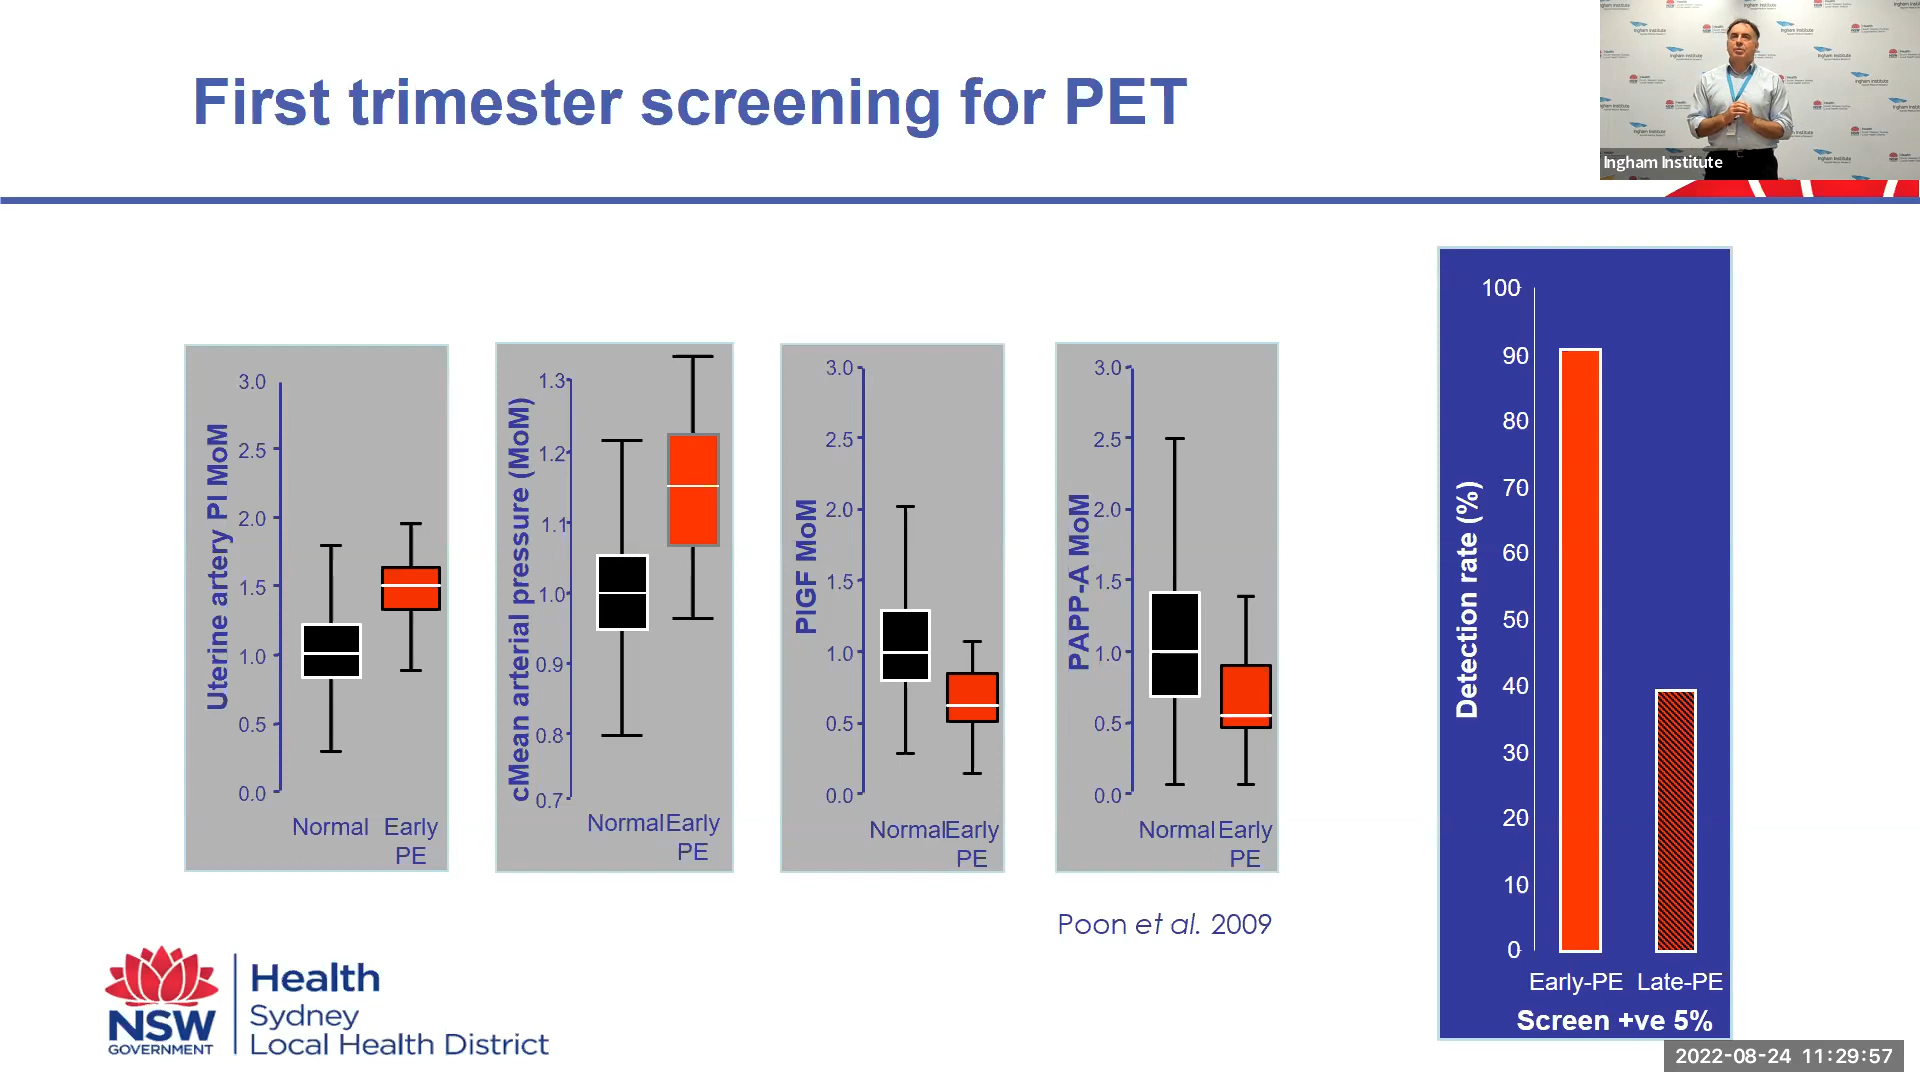 First trimester screening for PET
Ingham Institute
Uterine artery PI MoM
3.0
2.5
2.0
1.5
1.0
0.5
0.0
Normal
Early
PE
cMean arterial pressure (MoM)
1.3
1.2
1.1
1.0
0.9
0.8
0.7
Normal
Early
PE
PIGF MoM
3.0
2.5
2.0
1.5
1.0
0.5
0.0
Normal
Early
PE
PAPP-A MoM
3.0
2.5
2.0
1.5
1.0
0.5
0.0
Normal
Early
PE
Detection rate (%)
100
90
80
70
60
50
40
30
20
10
0
Early-PE
Late-PE
Screen +ve 5%
Poon et al. 2009
NSW
GOVERNMENT
Health
Sydney
Local Health District
2022-08-24 11:29:57